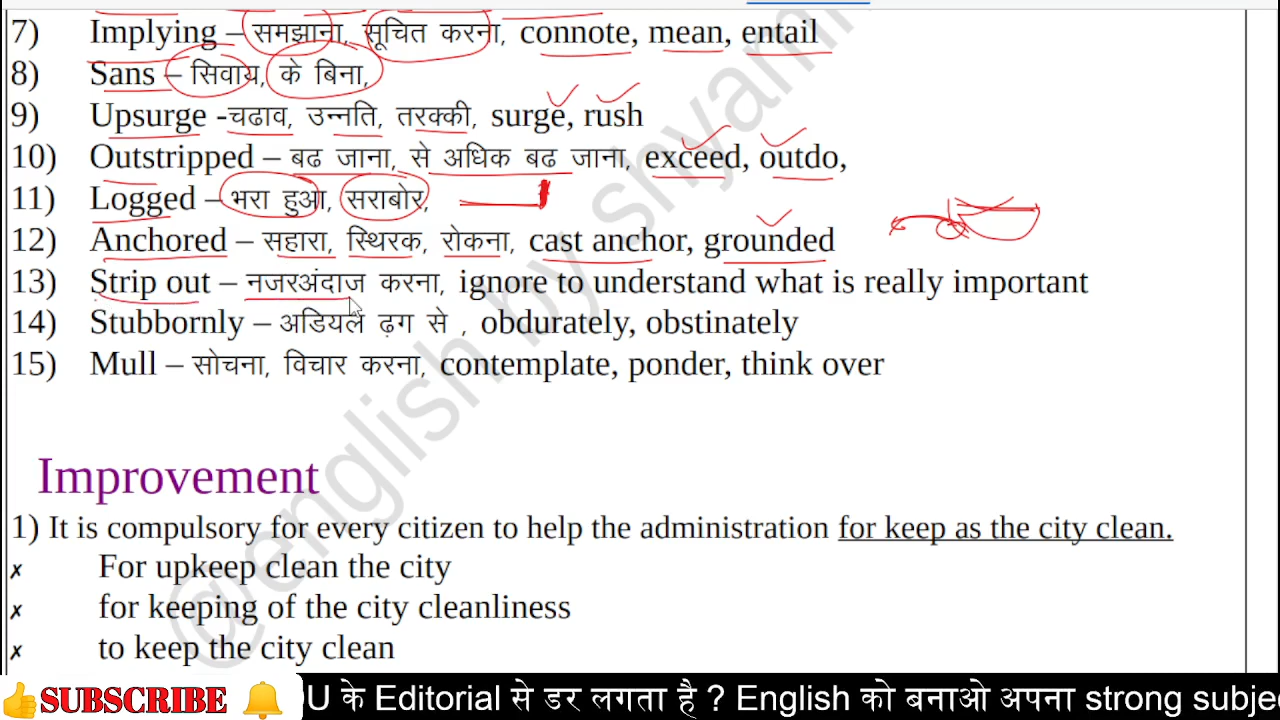 7) Implying – समझाना, सूचित करना, connote, mean, entail
8) Sans – सिवाय, के बिना,
9) Upsurge -चढाव, उन्नति, तरक्की, surge, rush
10) Outstripped – बढ जाना, से अधिक बढ जाना, exceed, outdo,
11) Logged – भरा हुआ, सराबोर,
12) Anchored – सहारा, स्थिरक, रोकना, cast anchor, grounded
13) Strip out – नजरअंदाज करना, ignore to understand what is really important
14) Stubbornly – अडियल ढ़ग से , obdurately, obstinately
15) Mull – सोचना, विचार करना, contemplate, ponder, think over
@english by shyam
Improvement
1) It is compulsory for every citizen to help the administration for keep as the city clean.
✗ For upkeep clean the city
✗ for keeping of the city cleanliness
✗ to keep the city clean
👍SUBSCRIBE 🔔 U के Editorial से डर लगता है ? English को बनाओ अपना strong subje